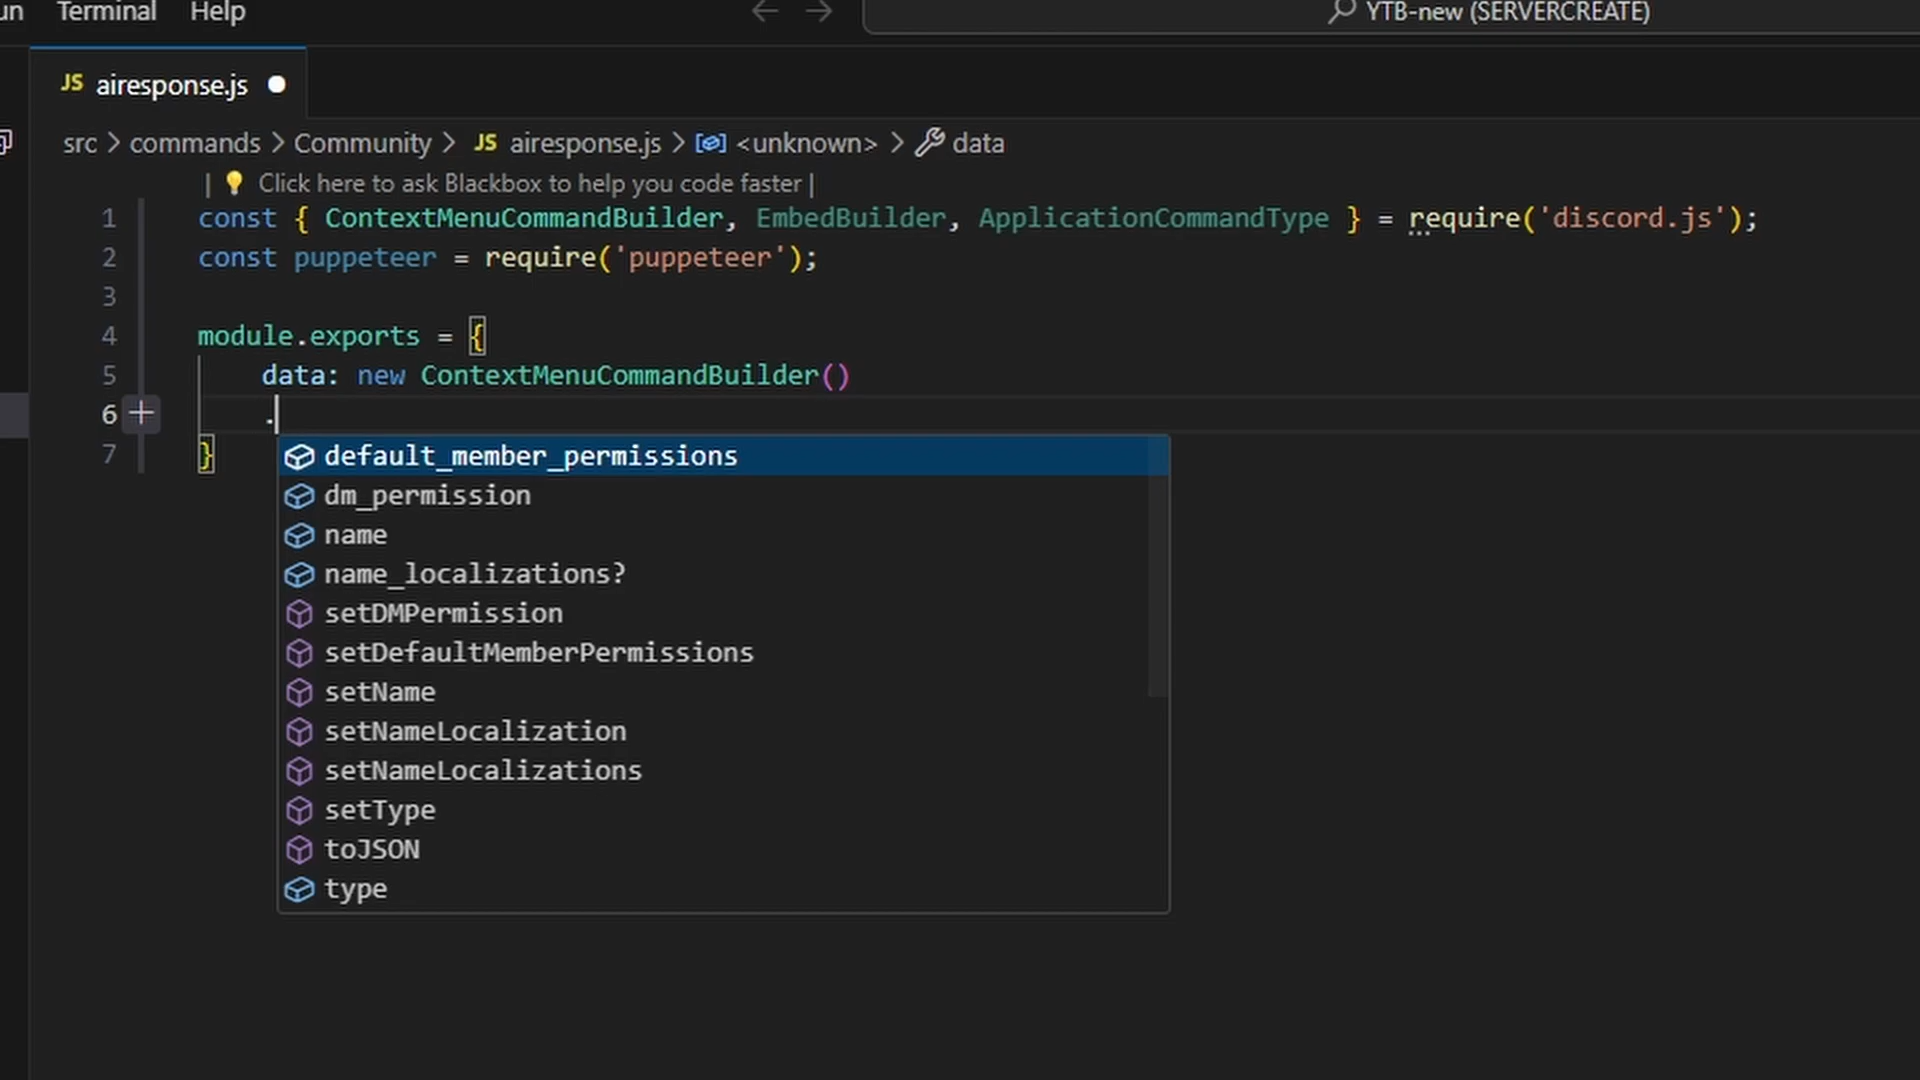 un Terminal Help YTB-new (SERVERCREATE)
JS airesponse.js
src > commands > Community > JS airesponse.js > <unknown> > data
| Click here to ask Blackbox to help you code faster |
1 const { ContextMenuCommandBuilder, EmbedBuilder, ApplicationCommandType } = require('discord.js');
2 const puppeteer = require('puppeteer');
3
4 module.exports = {
5 data: new ContextMenuCommandBuilder()
6 .
7 }
default_member_permissions
dm_permission
name
name_localizations?
setDMPermission
setDefaultMemberPermissions
setName
setNameLocalization
setNameLocalizations
setType
toJSON
type